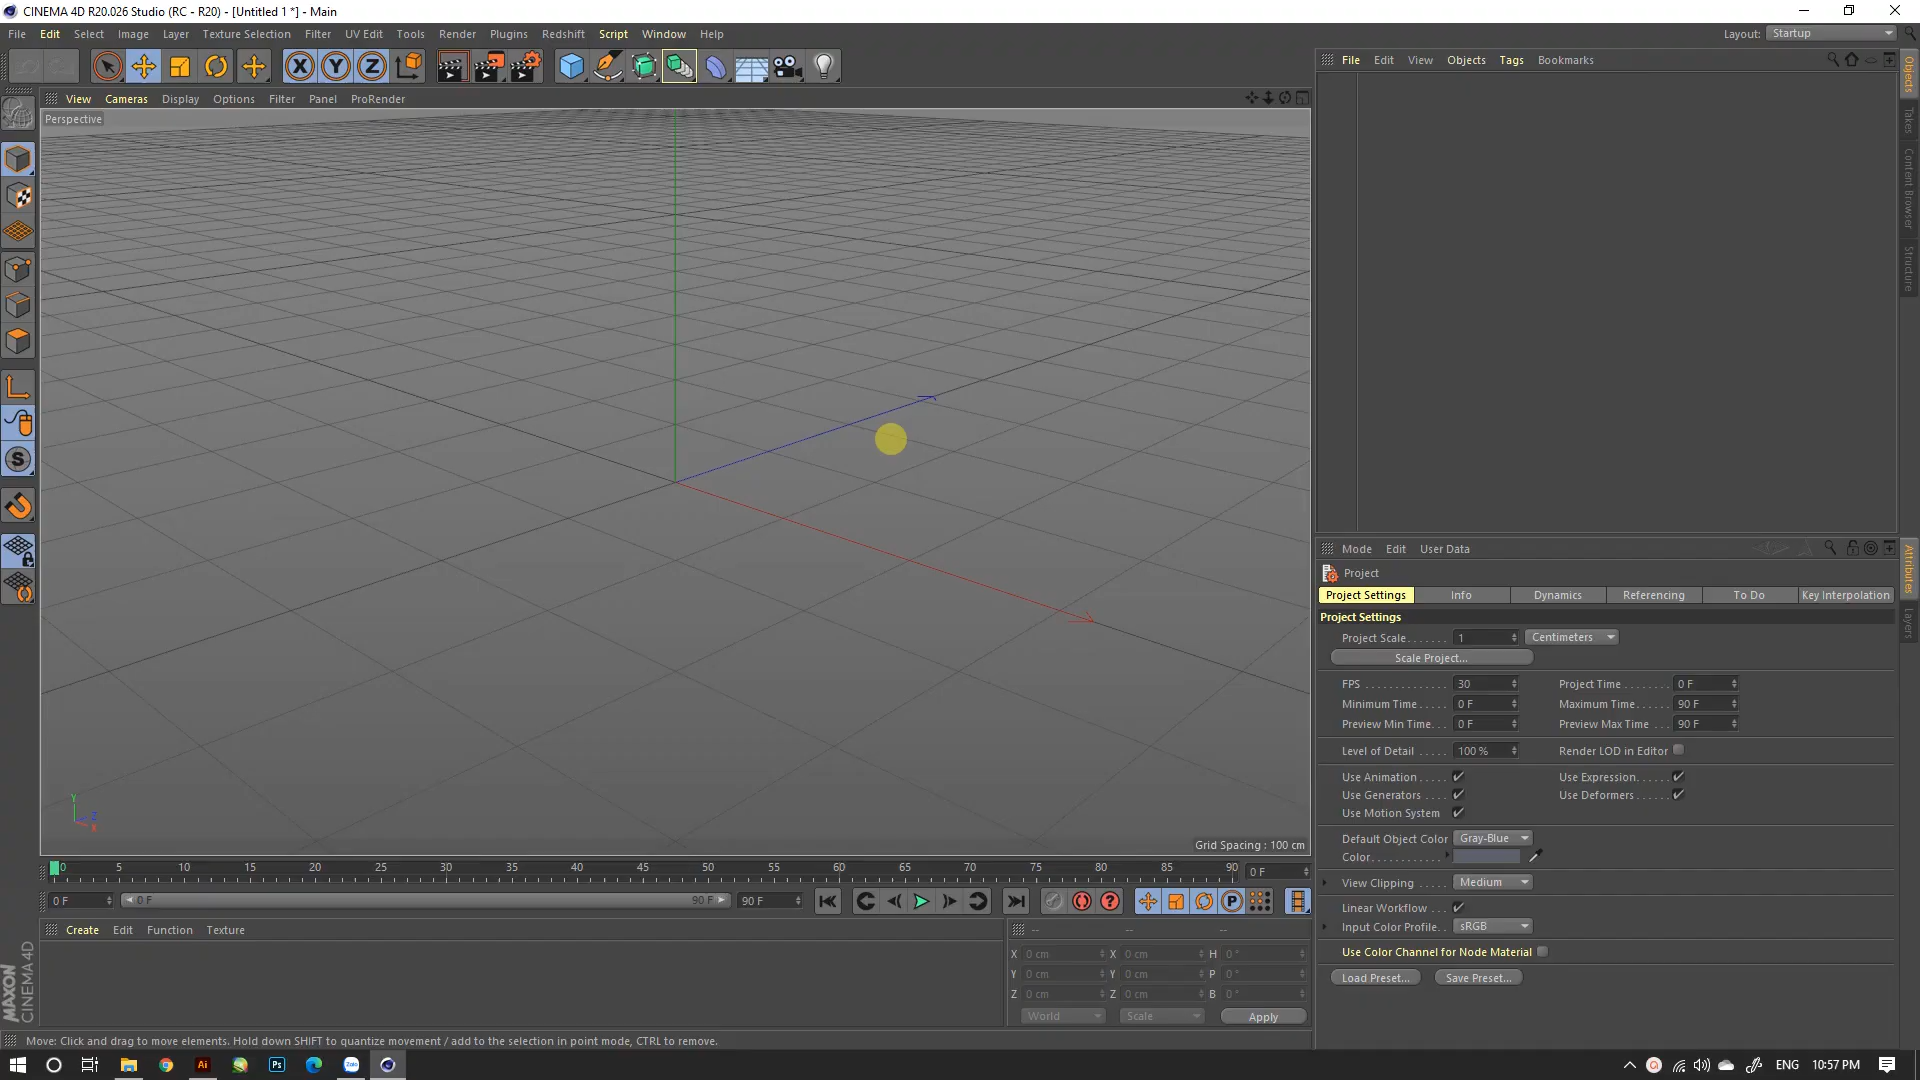 CINEMA 4D R20.026 Studio (RC - R20) - [Untitled 1 *] - Main
File Edit Select Image Layer Texture Selection Filter UV Edit Tools Render Plugins Redshift Script Window Help
Layout: Startup
X Y Z
File Edit View Objects Tags Bookmarks
Objects
Takes
Content Browser
Structure
View Cameras Display Options Filter Panel ProRender
Perspective
Y
Z
X
Grid Spacing : 100 cm
Mode Edit User Data
Attributes
Layers
Project
Project Settings Info Dynamics Referencing To Do Key Interpolation
Project Settings
Project Scale. . . . . . . 1 Centimeters
Scale Project...
FPS . . . . . . . . . . . . . 30 Project Time . . . . . . . . 0 F
Minimum Time. . . . . 0 F Maximum Time. . . . . . 90 F
Preview Min Time. . . 0 F Preview Max Time . . . 90 F
Level of Detail . . . . . 100 % Render LOD in Editor
Use Animation . . . . . Use Expression. . . . . .
Use Generators . . . . Use Deformers . . . . . .
Use Motion System
Default Object Color Gray-Blue
Color. . . . . . . . . . . .
View Clipping . . . . . Medium
Linear Workflow . . .
Input Color Profile. . sRGB
Use Color Channel for Node Material
Load Preset... Save Preset...
0 5 10 15 20 25 30 35 40 45 50 55 60 65 70 75 80 85 90 0 F
0 F 0 F 90 F 90 F
P
Create Edit Function Texture
-- -- --
X 0 cm X 0 cm H 0 °
Y 0 cm Y 0 cm P 0 °
Z 0 cm Z 0 cm B 0 °
World Scale Apply
MAXON
CINEMA 4D
Move: Click and drag to move elements. Hold down SHIFT to quantize movement / add to the selection in point mode, CTRL to remove.
Ai Ps Zalo ENG 10:57 PM